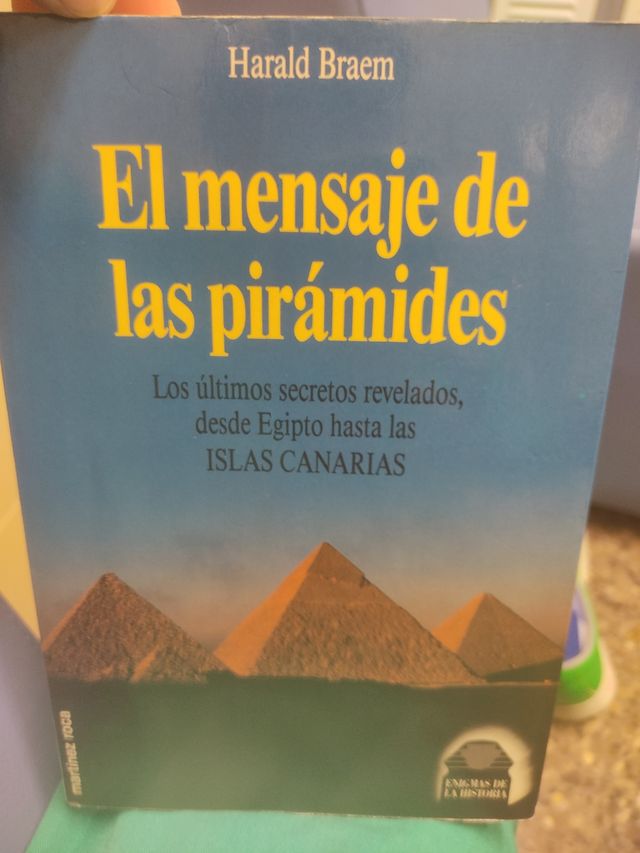 Harald Braem
El mensaje de
las pirámides
Los últimos secretos revelados,
desde Egipto hasta las
ISLAS CANARIAS
martínez roca
ENIGMAS DE
LA HISTORIA